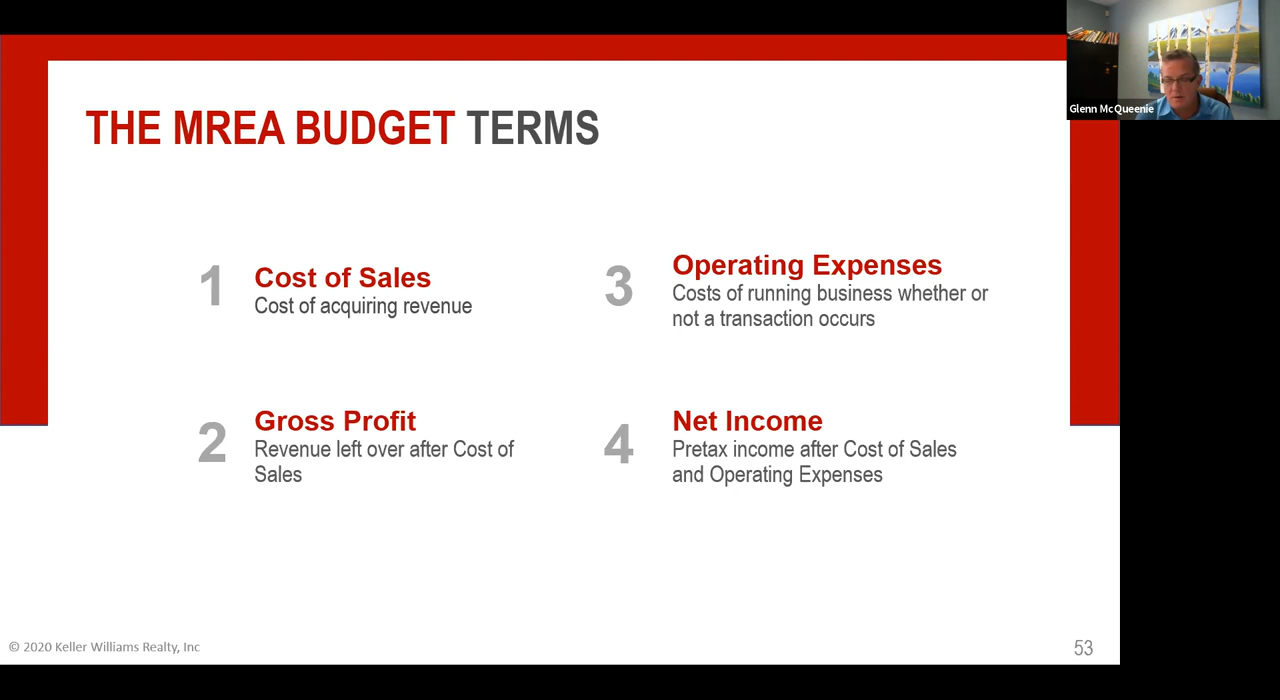 Glenn McQueenie
THE MREA BUDGET TERMS
1
Cost of Sales
Cost of acquiring revenue
2
Gross Profit
Revenue left over after Cost of
Sales
3
Operating Expenses
Costs of running business whether or
not a transaction occurs
4
Net Income
Pretax income after Cost of Sales
and Operating Expenses
© 2020 Keller Williams Realty, Inc
53